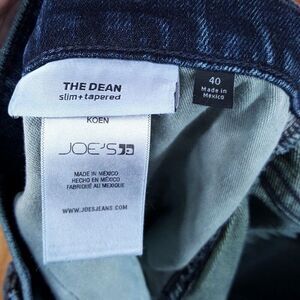 THE DEAN
slim+tapered
40
Made in
Mexico
KOEN
JOE'S
MADE IN MÉXICO
HECHO EN MÉXICO
FABRIQUÉ AU MEXIQUE
WWW.JOESJEANS.COM